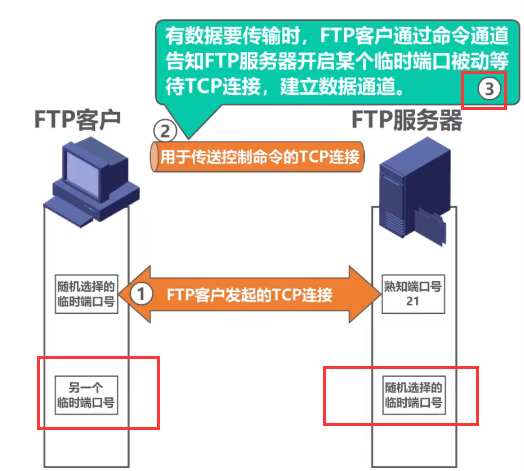 有数据要传输时，FTP客户通过命令通道
告知FTP服务器开启某个临时端口被动等
待TCP连接，建立数据通道。
③
FTP客户
②
FTP服务器
用于传送控制命令的TCP连接
随机选择的
临时端口号
①
FTP客户发起的TCP连接
熟知端口号
21
另一个
临时端口号
随机选择的
临时端口号